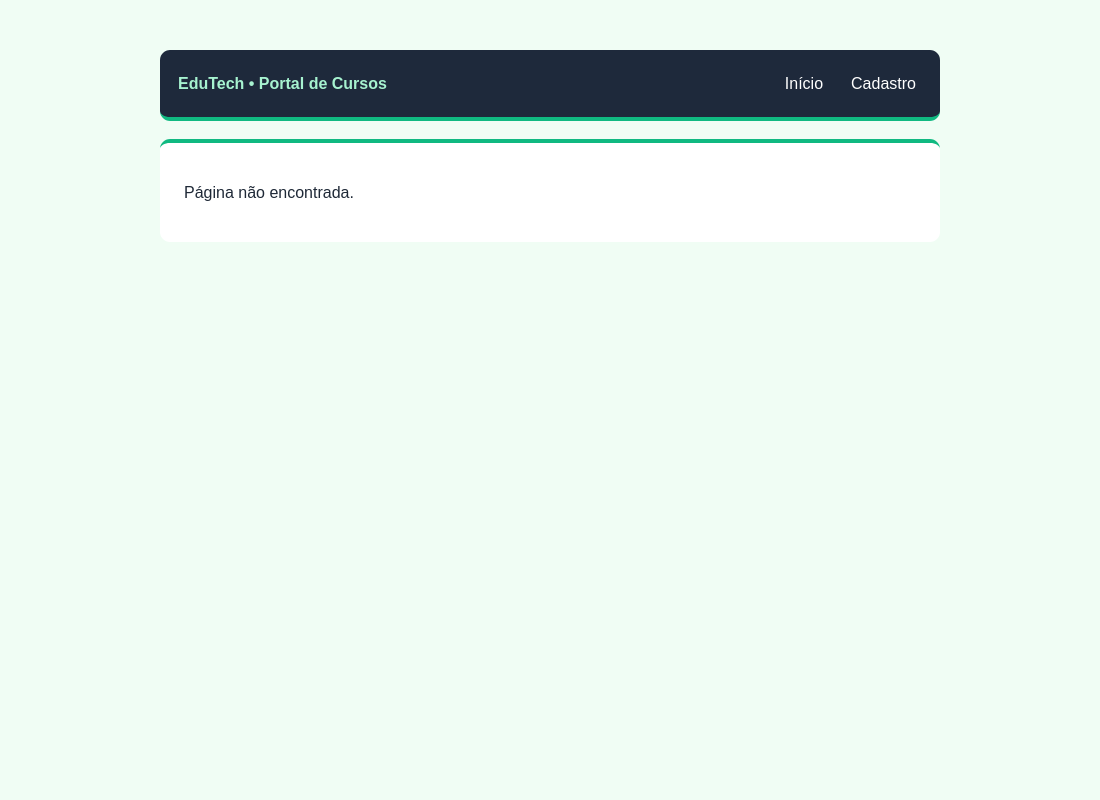 EduTech • Portal de Cursos
Início
Cadastro
Página não encontrada.